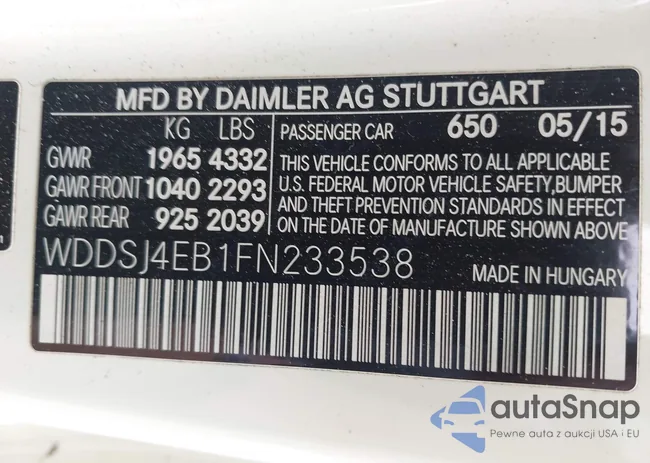 MFD BY DAIMLER AG STUTTGART
KG LBS
GWVR 1965 4332
GAWR FRONT 1040 2293
GAWR REAR 925 2039
PASSENGER CAR 650 05/15
THIS VEHICLE CONFORMS TO ALL APPLICABLE
U.S. FEDERAL MOTOR VEHICLE SAFETY,BUMPER
AND THEFT PREVENTION STANDARDS IN EFFECT
ON THE DATE OF MANUFACTURE SHOWN ABOVE
WDDSJ4EB1FN233538
MADE IN HUNGARY
autaSnap
Pewne auta z aukcji USA i EU